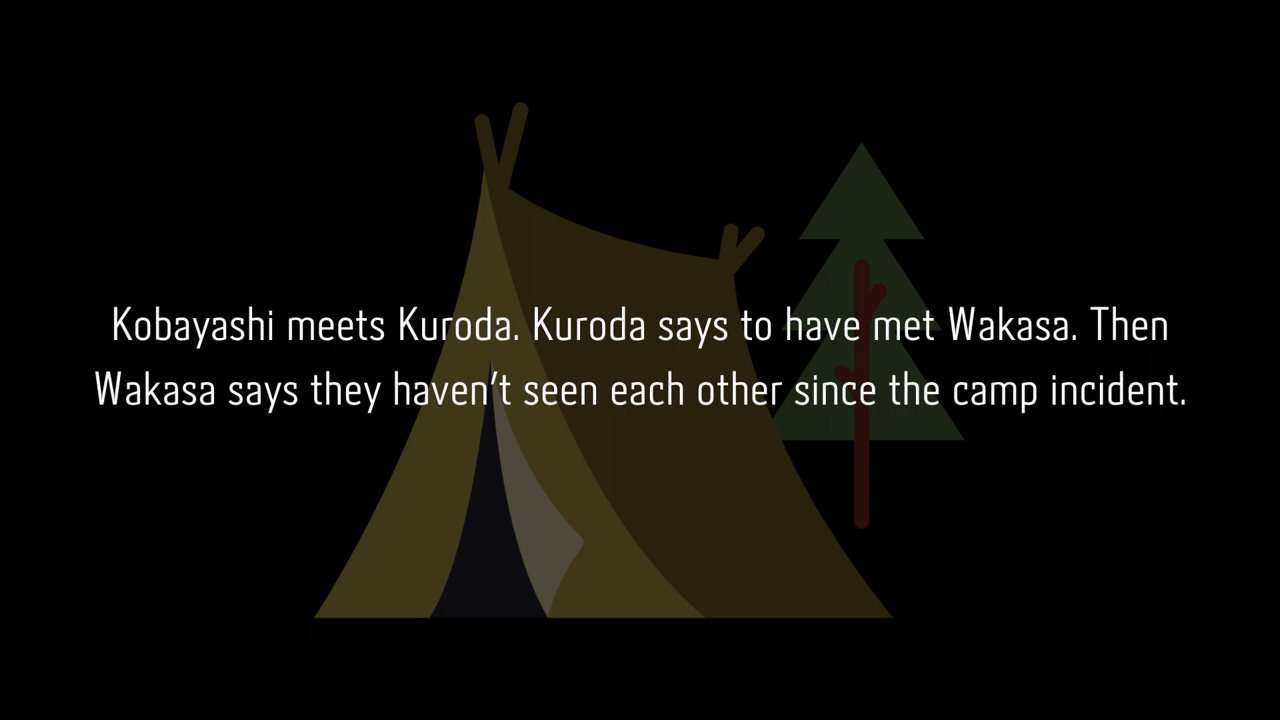 Kobayashi meets Kuroda. Kuroda says to have met Wakasa. Then
Wakasa says they haven’t seen each other since the camp incident.